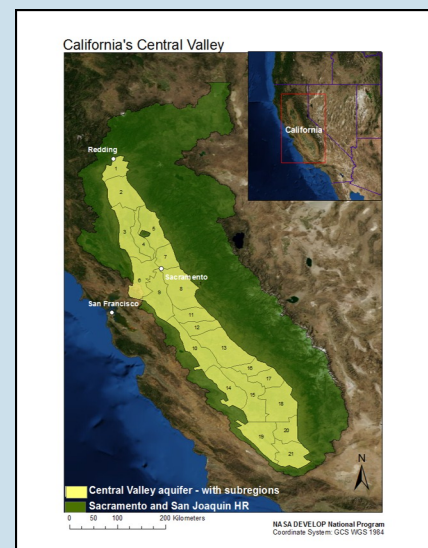 California's Central Valley
California
Redding
1
2
3
5
4
7
Sacramento
6
9
8
San Francisco
11
12
10
13
16
17
14
15
18
19
20
21
N
Central Valley aquifer - with subregions
Sacramento and San Joaquin HR
0 50 100 200 Kilometers
NASA DEVELOP National Program
Coordinate System: GCS WGS 1984